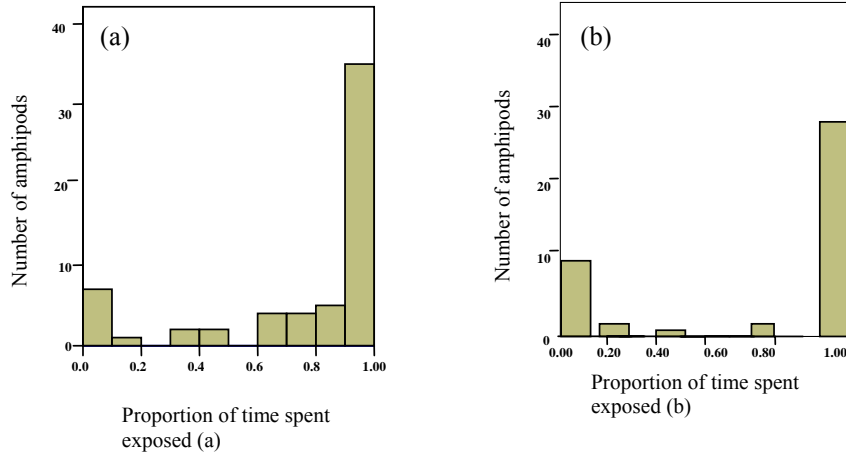 (a)
Number of amphipods
40
30
20
10
0
0.0 0.2 0.4 0.6 0.8 1.00
Proportion of time spent
exposed (a)
(b)
Number of amphipods
40
30
20
10
0
0.00 0.20 0.40 0.60 0.80 1.00
Proportion of time spent
exposed (b)